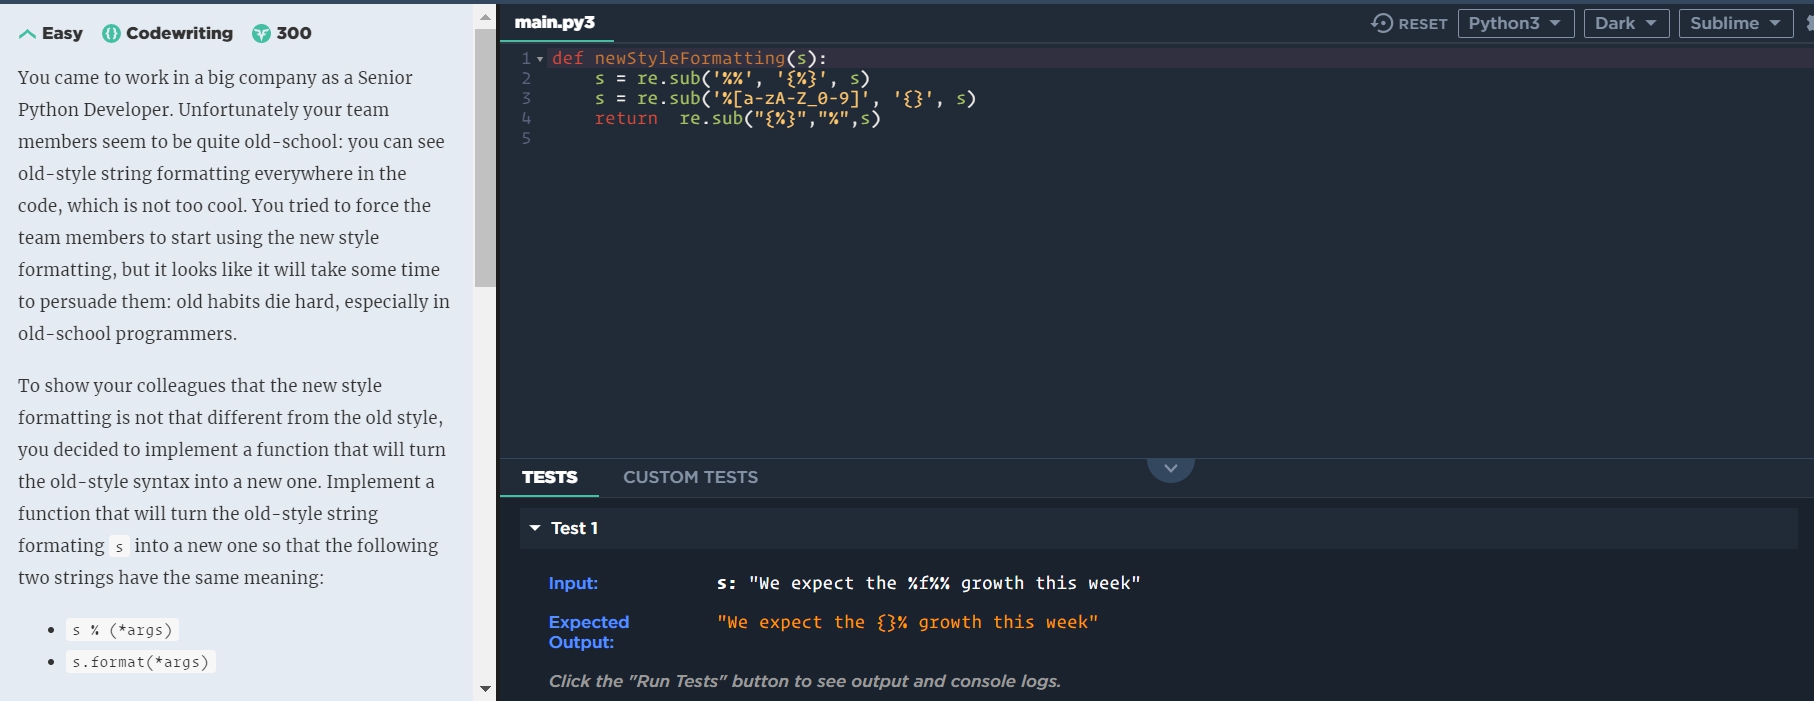 Easy Codewriting 300
You came to work in a big company as a Senior
Python Developer. Unfortunately your team
members seem to be quite old-school: you can see
old-style string formatting everywhere in the
code, which is not too cool. You tried to force the
team members to start using the new style
formatting, but it looks like it will take some time
to persuade them: old habits die hard, especially in
old-school programmers.
To show your colleagues that the new style
formatting is not that different from the old style,
you decided to implement a function that will turn
the old-style syntax into a new one. Implement a
function that will turn the old-style string
formating s into a new one so that the following
two strings have the same meaning:
• s % (*args)
• s.format(*args)
main.py3
RESET Python3 Dark Sublime
1 def newStyleFormatting(s):
2 s = re.sub('%%', '{%}', s)
3 s = re.sub('%[a-zA-Z_0-9]', '{}', s)
4 return  re.sub("{%}","%",s)
5
TESTS CUSTOM TESTS
Test 1
Input: s: "We expect the %f%% growth this week"
Expected "We expect the {}% growth this week"
Output:
Click the "Run Tests" button to see output and console logs.